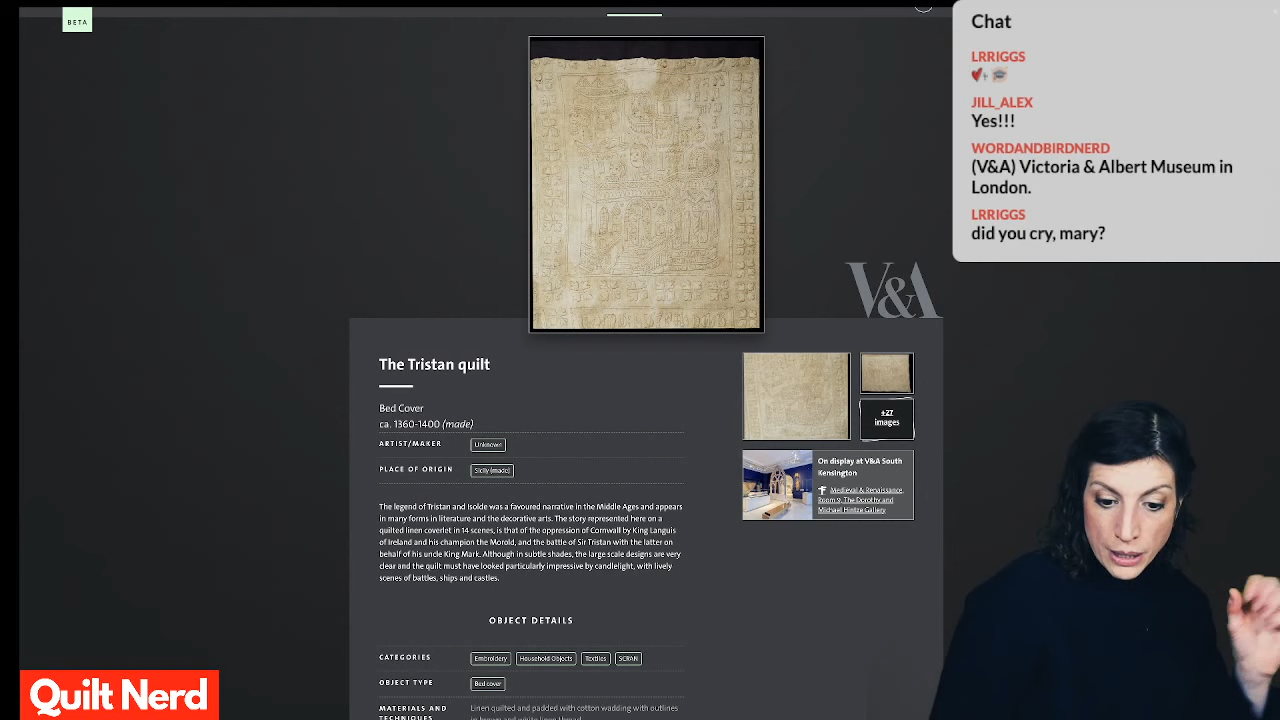 BETA
V&A
The Tristan quilt
Bed Cover
ca. 1360-1400 (made)
ARTIST/MAKER
Unknown
PLACE OF ORIGIN
Sicily (made)
The legend of Tristan and Isolde was a favoured narrative in the Middle Ages and appears
in many forms in literature and the decorative arts. The story represented here on a
quilted linen coverlet in 14 scenes, is that of the oppression of Cornwall by King Languis
of Ireland and his champion the Morold, and the battle of Sir Tristan with the latter on
behalf of his uncle King Mark. Although in subtle shades, the large scale designs are very
clear and the quilt must have looked particularly impressive by candlelight, with lively
scenes of battles, ships and castles.
OBJECT DETAILS
CATEGORIES
Embroidery
Household Objects
Textiles
SCRAN
OBJECT TYPE
Bed cover
MATERIALS AND
TECHNIQUES
Linen quilted and padded with cotton wadding with outlines
in brown and white linen thread
+27
images
On display at V&A South
Kensington
Medieval & Renaissance,
Room 9, The Dorothy and
Michael Hintze Gallery
Chat
LRRIGGS
JILL_ALEX
Yes!!!
WORDANDBIRDNERD
(V&A) Victoria & Albert Museum in
London.
LRRIGGS
did you cry, mary?
Quilt Nerd